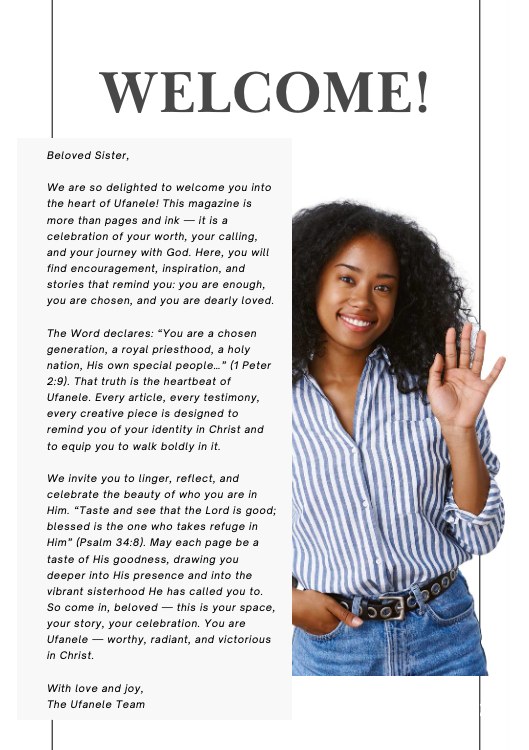 WELCOME!
Beloved Sister,
We are so delighted to welcome you into
the heart of Ufanele! This magazine is
more than pages and ink — it is a
celebration of your worth, your calling,
and your journey with God. Here, you will
find encouragement, inspiration, and
stories that remind you: you are enough,
you are chosen, and you are dearly loved.
The Word declares: “You are a chosen
generation, a royal priesthood, a holy
nation, His own special people…” (1 Peter
2:9). That truth is the heartbeat of
Ufanele. Every article, every testimony,
every creative piece is designed to
remind you of your identity in Christ and
to equip you to walk boldly in it.
We invite you to linger, reflect, and
celebrate the beauty of who you are in
Him. “Taste and see that the Lord is good;
blessed is the one who takes refuge in
Him” (Psalm 34:8). May each page be a
taste of His goodness, drawing you
deeper into His presence and into the
vibrant sisterhood He has called you to.
So come in, beloved — this is your space,
your story, your celebration. You are
Ufanele — worthy, radiant, and victorious
in Christ.
With love and joy,
The Ufanele Team